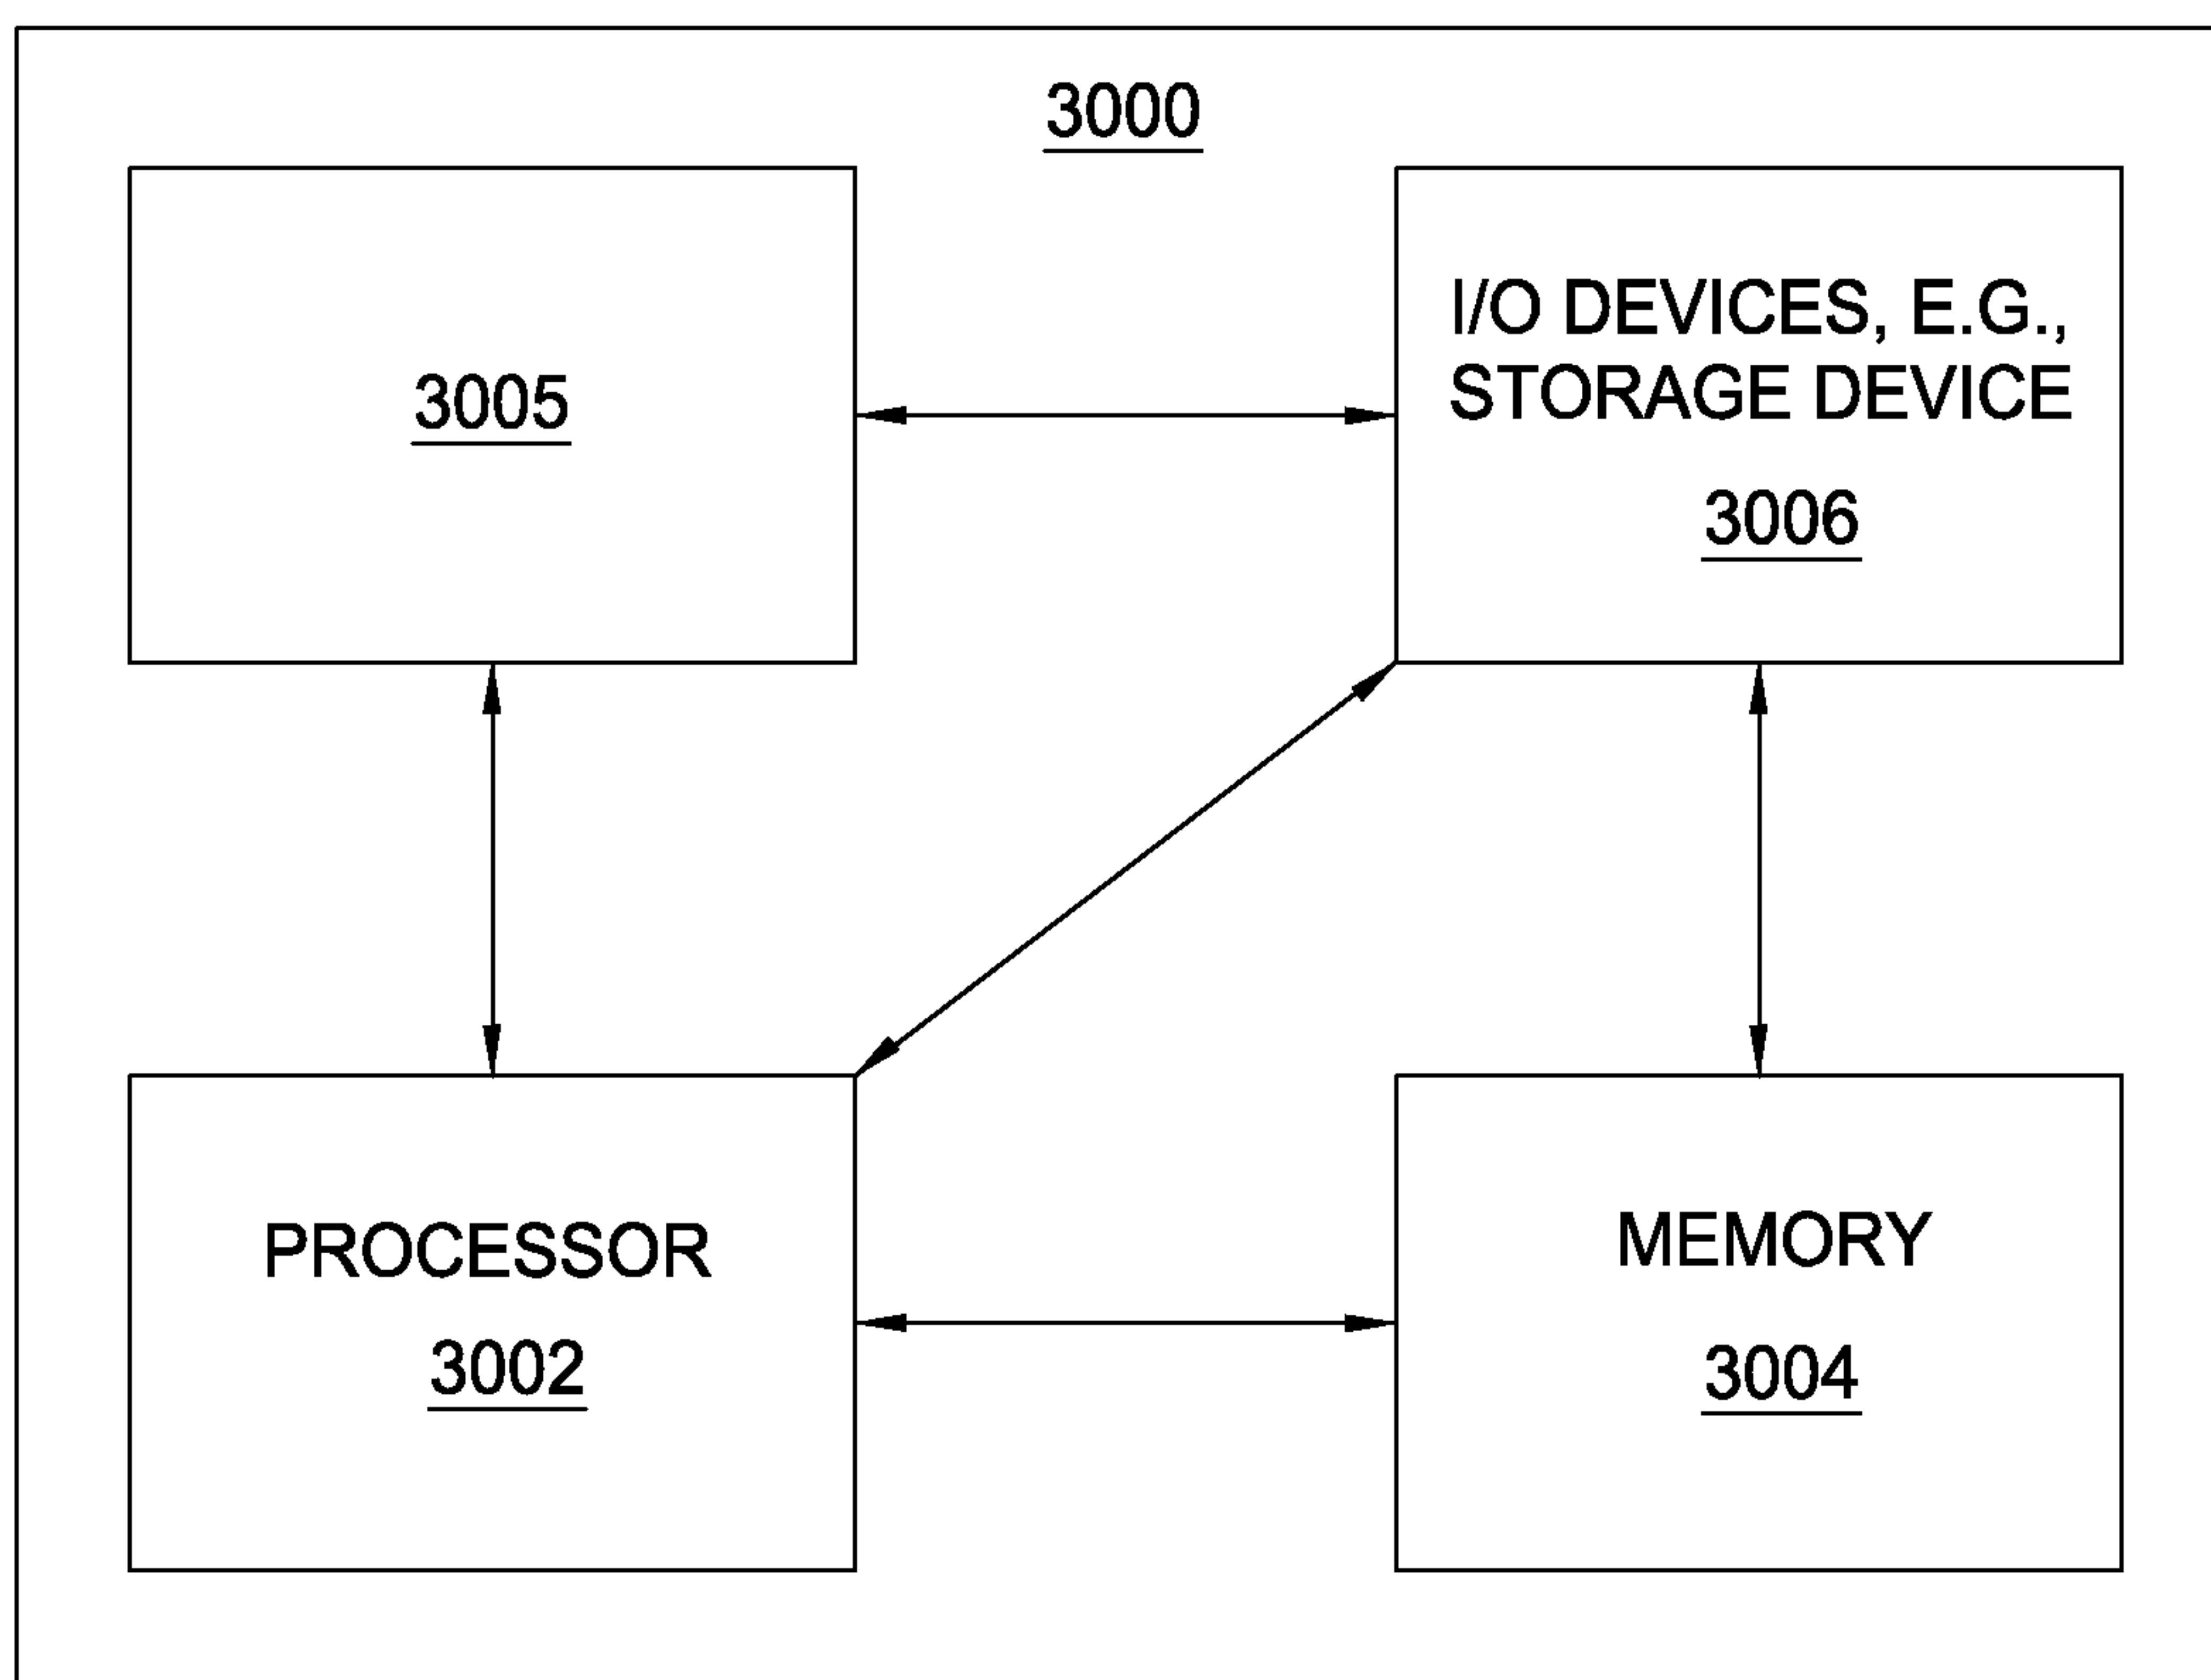 3000
3005
I/O DEVICES, E.G.,
STORAGE DEVICE
3006
PROCESSOR
3002
MEMORY
3004